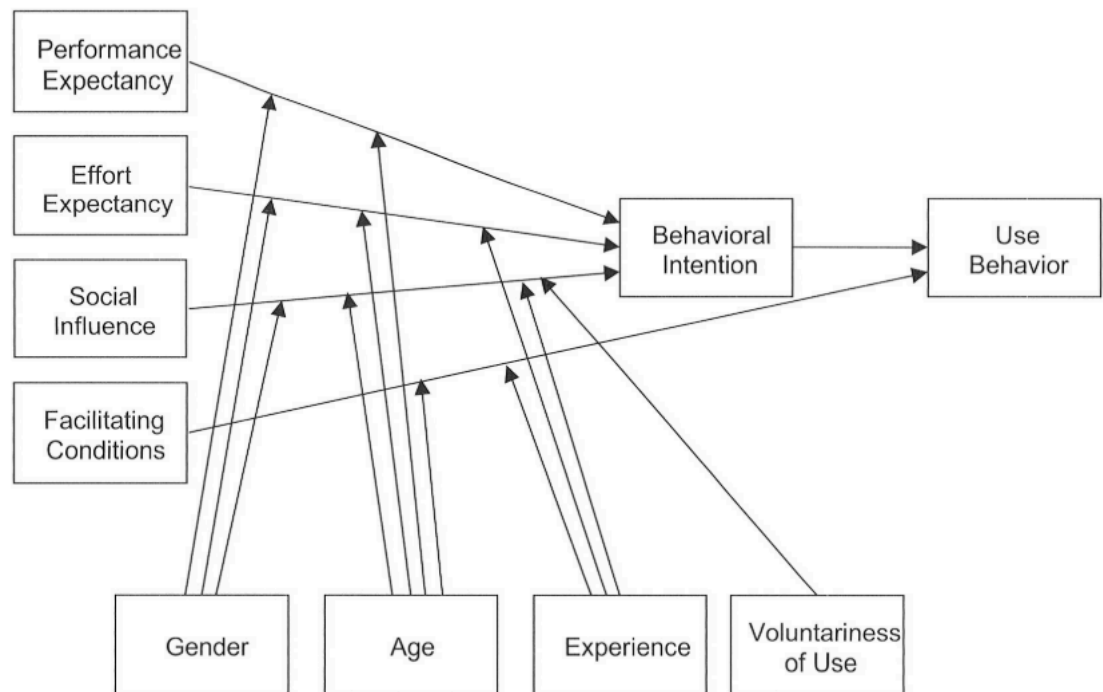 Performance
Expectancy
Effort
Expectancy
Social
Influence
Facilitating
Conditions
Behavioral
Intention
Use
Behavior
Gender
Age
Experience
Voluntariness
of Use